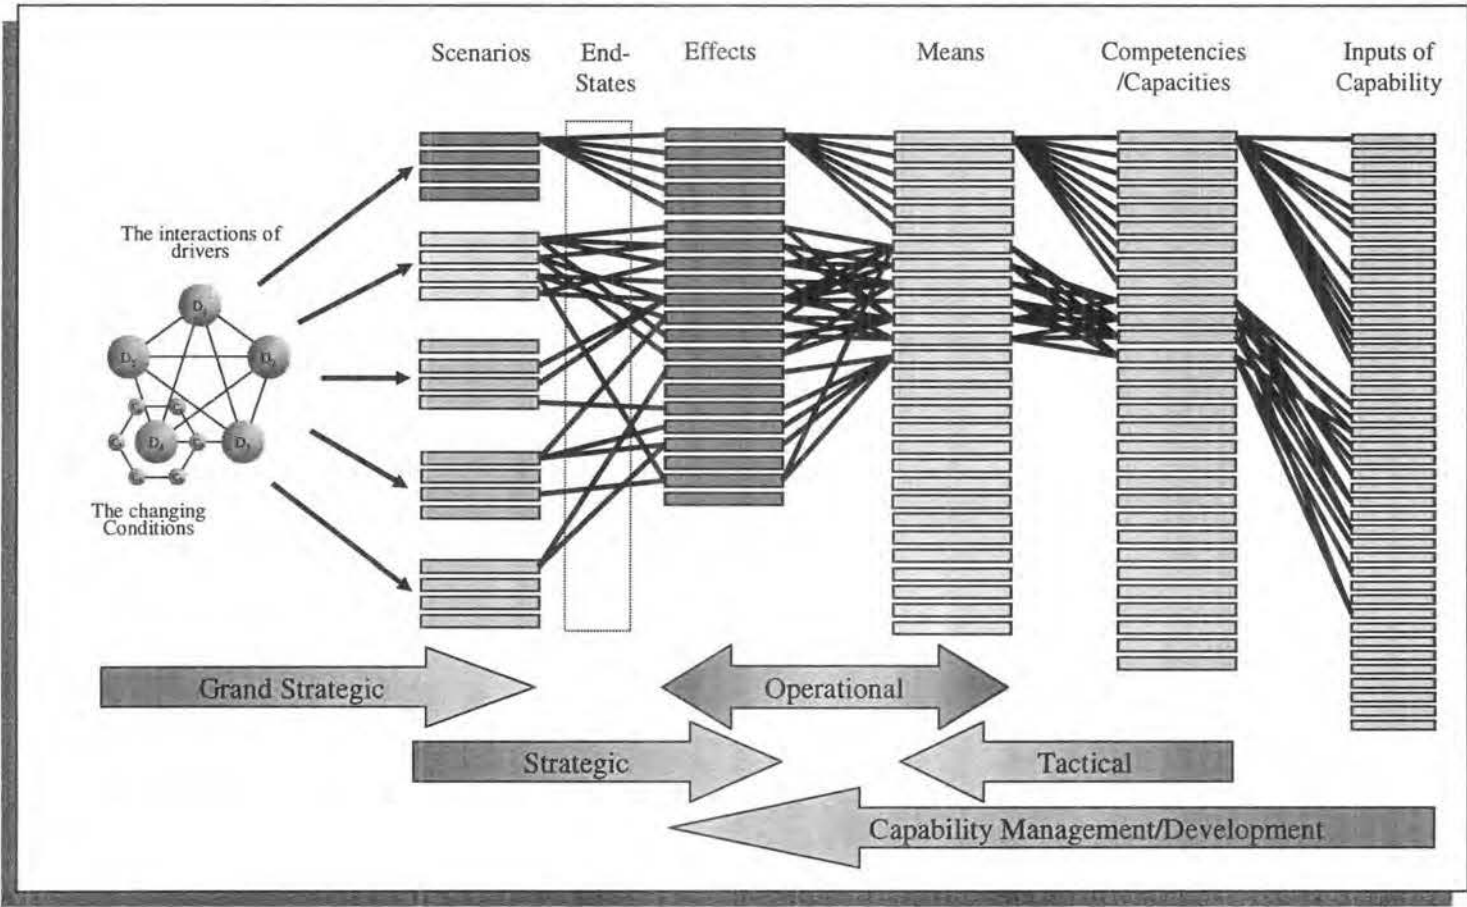 Scenarios
End-
States
Effects
Means
Competencies
/Capacities
Inputs of
Capability
The interactions of
drivers
D
D
D
D
D4
The changing
Conditions
Grand Strategic
Operational
Strategic
Tactical
Capability Management/Development